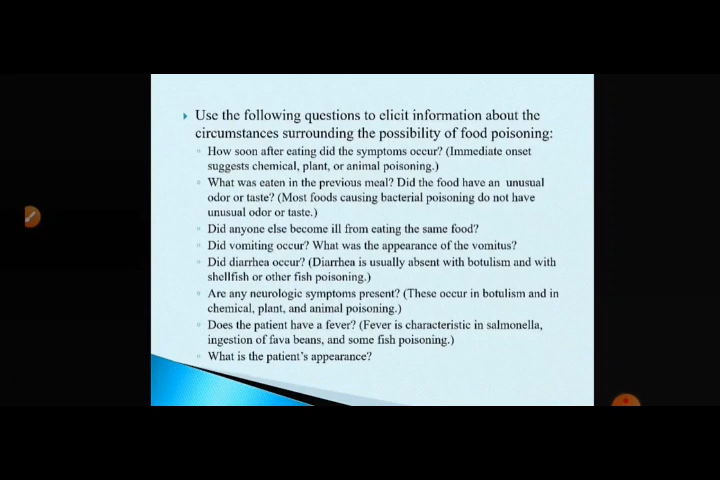 Use the following questions to elicit information about the
circumstances surrounding the possibility of food poisoning:
How soon after eating did the symptoms occur? (Immediate onset
suggests chemical, plant, or animal poisoning.)
What was eaten in the previous meal? Did the food have an unusual
odor or taste? (Most foods causing bacterial poisoning do not have
unusual odor or taste.)
Did anyone else become ill from eating the same food?
Did vomiting occur? What was the appearance of the vomitus?
Did diarrhea occur? (Diarrhea is usually absent with botulism and with
shellfish or other fish poisoning.)
Are any neurologic symptoms present? (These occur in botulism and in
chemical, plant, and animal poisoning.)
Does the patient have a fever? (Fever is characteristic in salmonella,
ingestion of fava beans, and some fish poisoning.)
What is the patient's appearance?